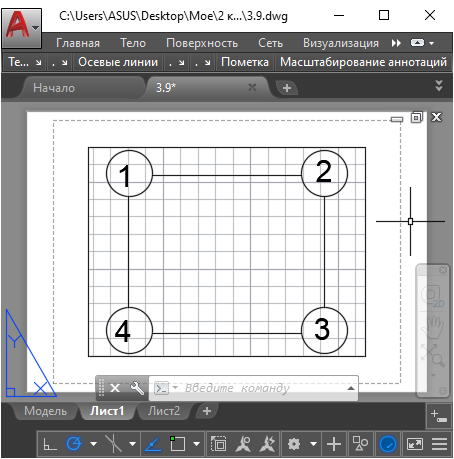 C:\Users\ASUS\Desktop\Мое\2 к...\3.9.dwg
Главная Тело Поверхность Сеть Визуализация
Те... Осевые линии Пометка Масштабирование аннотаций
Начало 3.9*
1 2
4 3
Y
X
Введите команду
Модель Лист1 Лист2